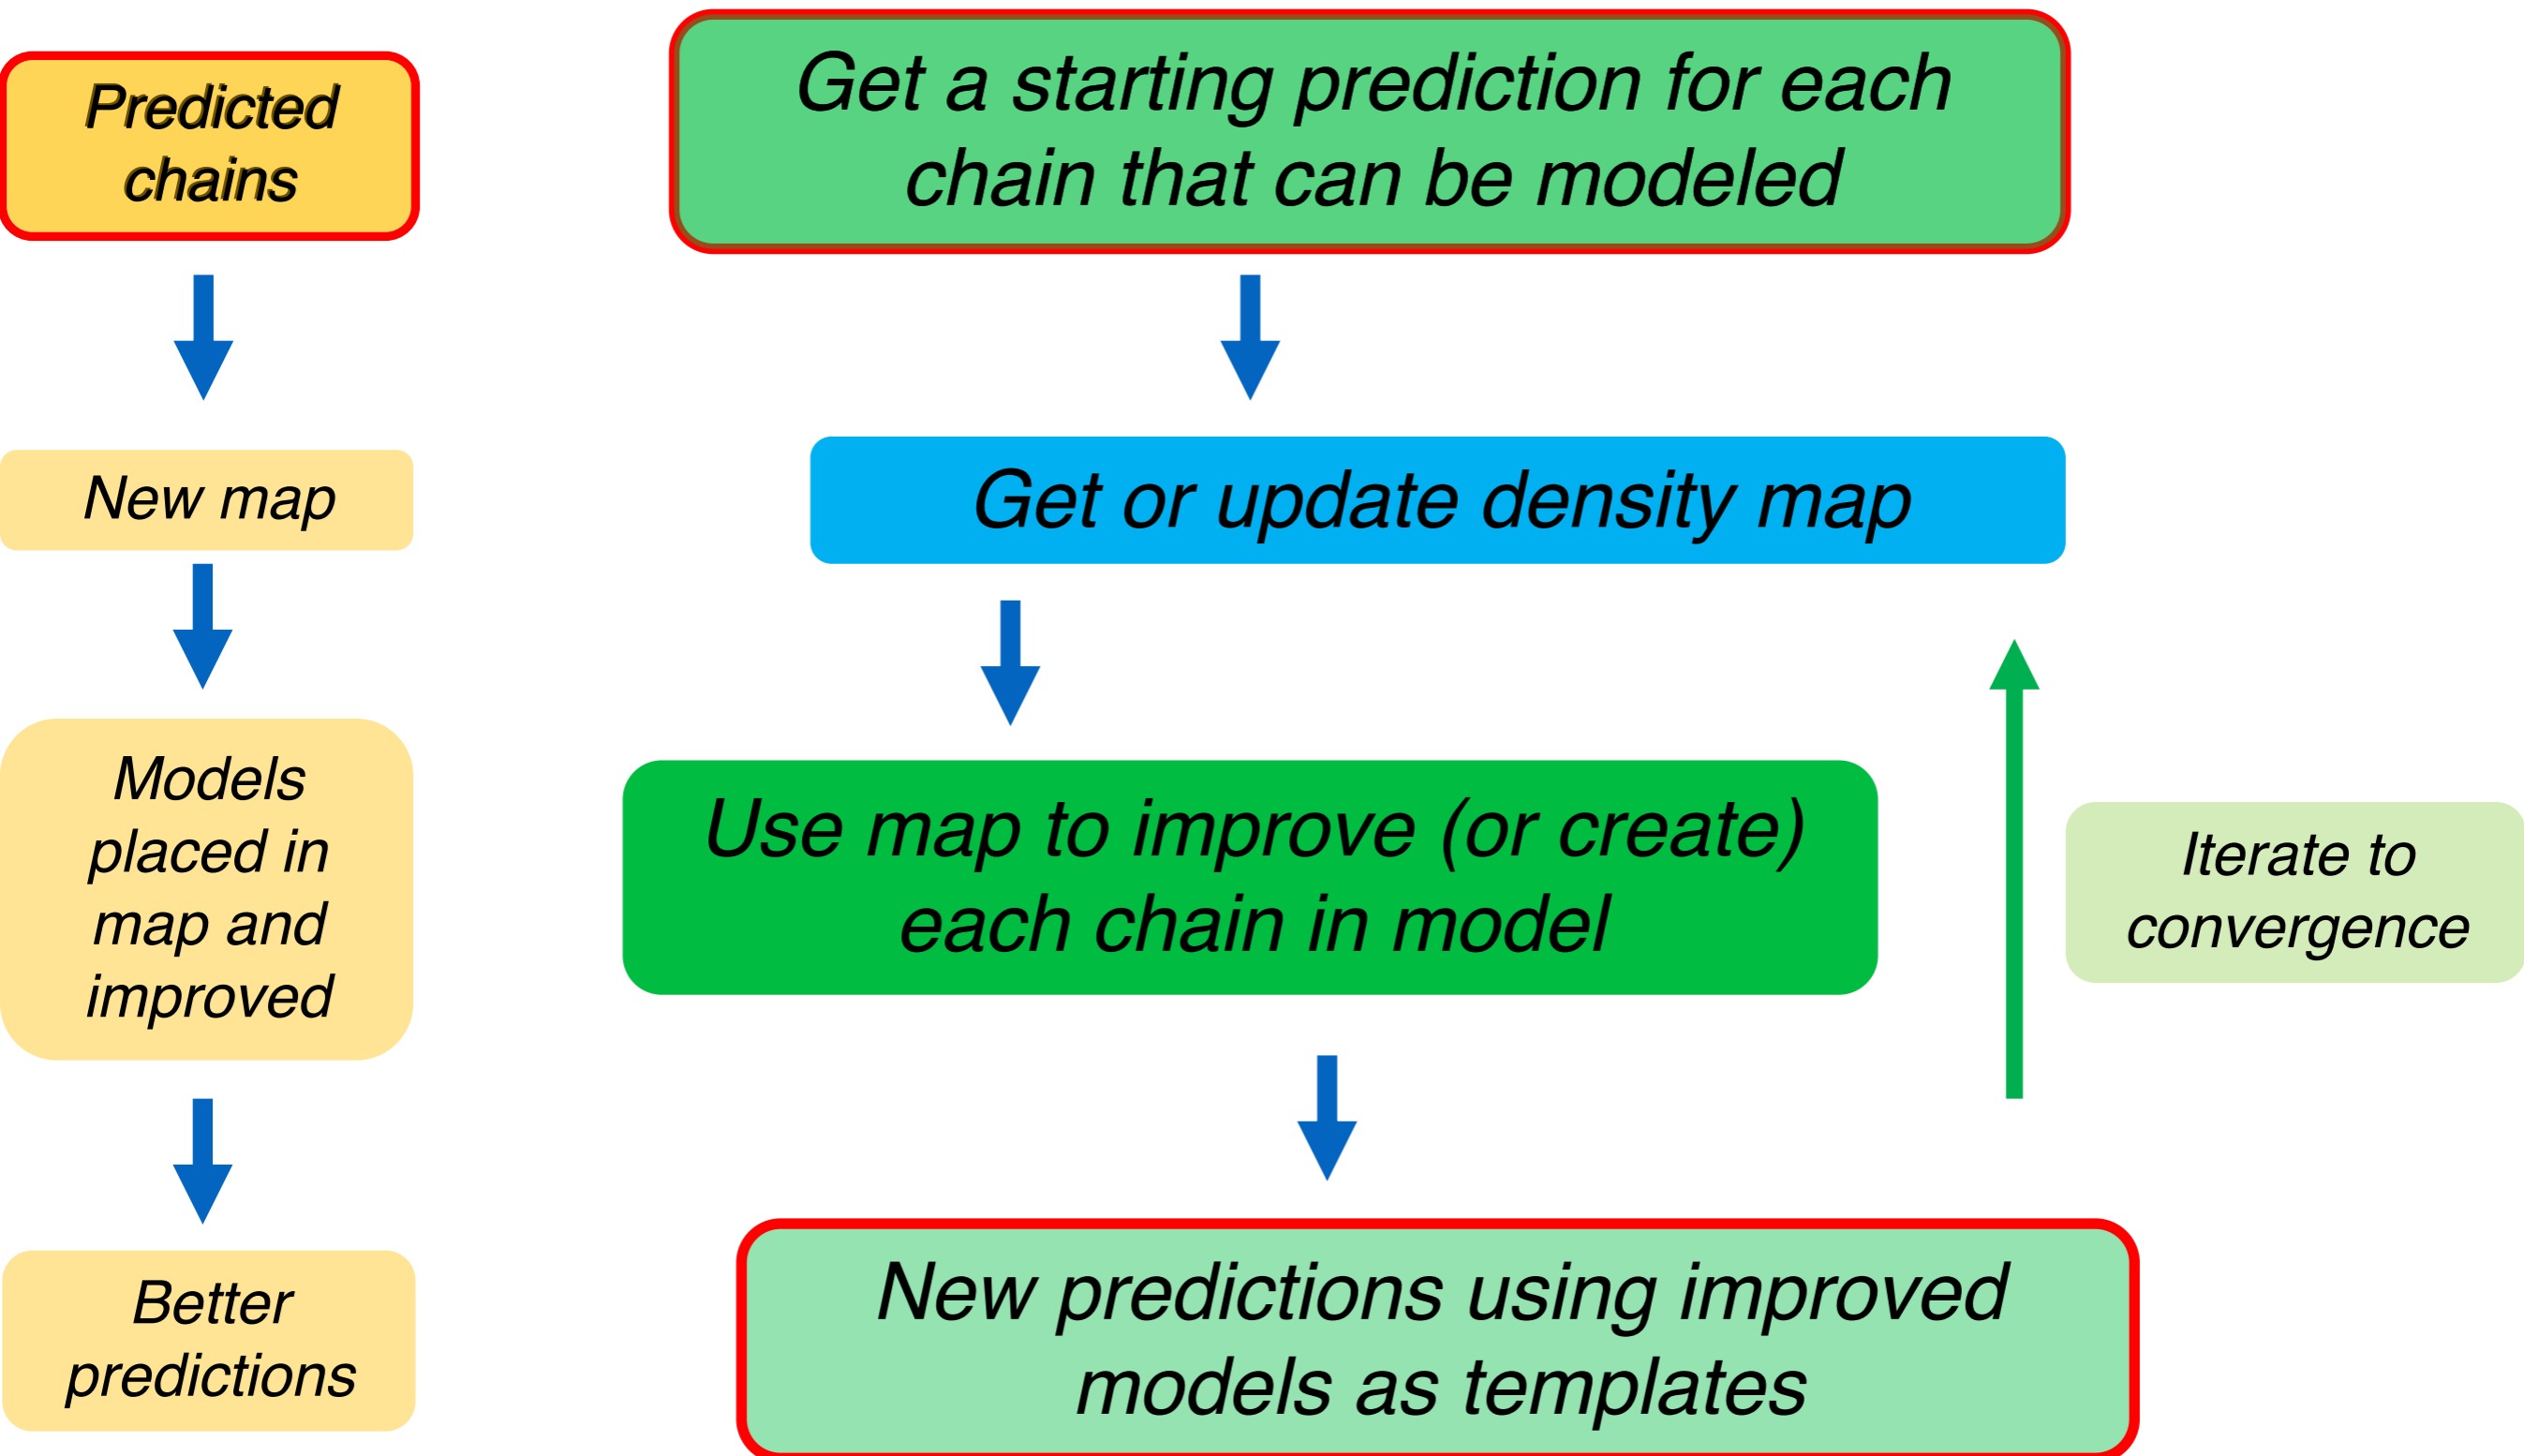 Predicted
chains
Get a starting prediction for each
chain that can be modeled
New map
Get or update density map
Models
placed in
map and
improved
Use map to improve (or create)
each chain in model
Iterate to
convergence
Better
predictions
New predictions using improved
models as templates